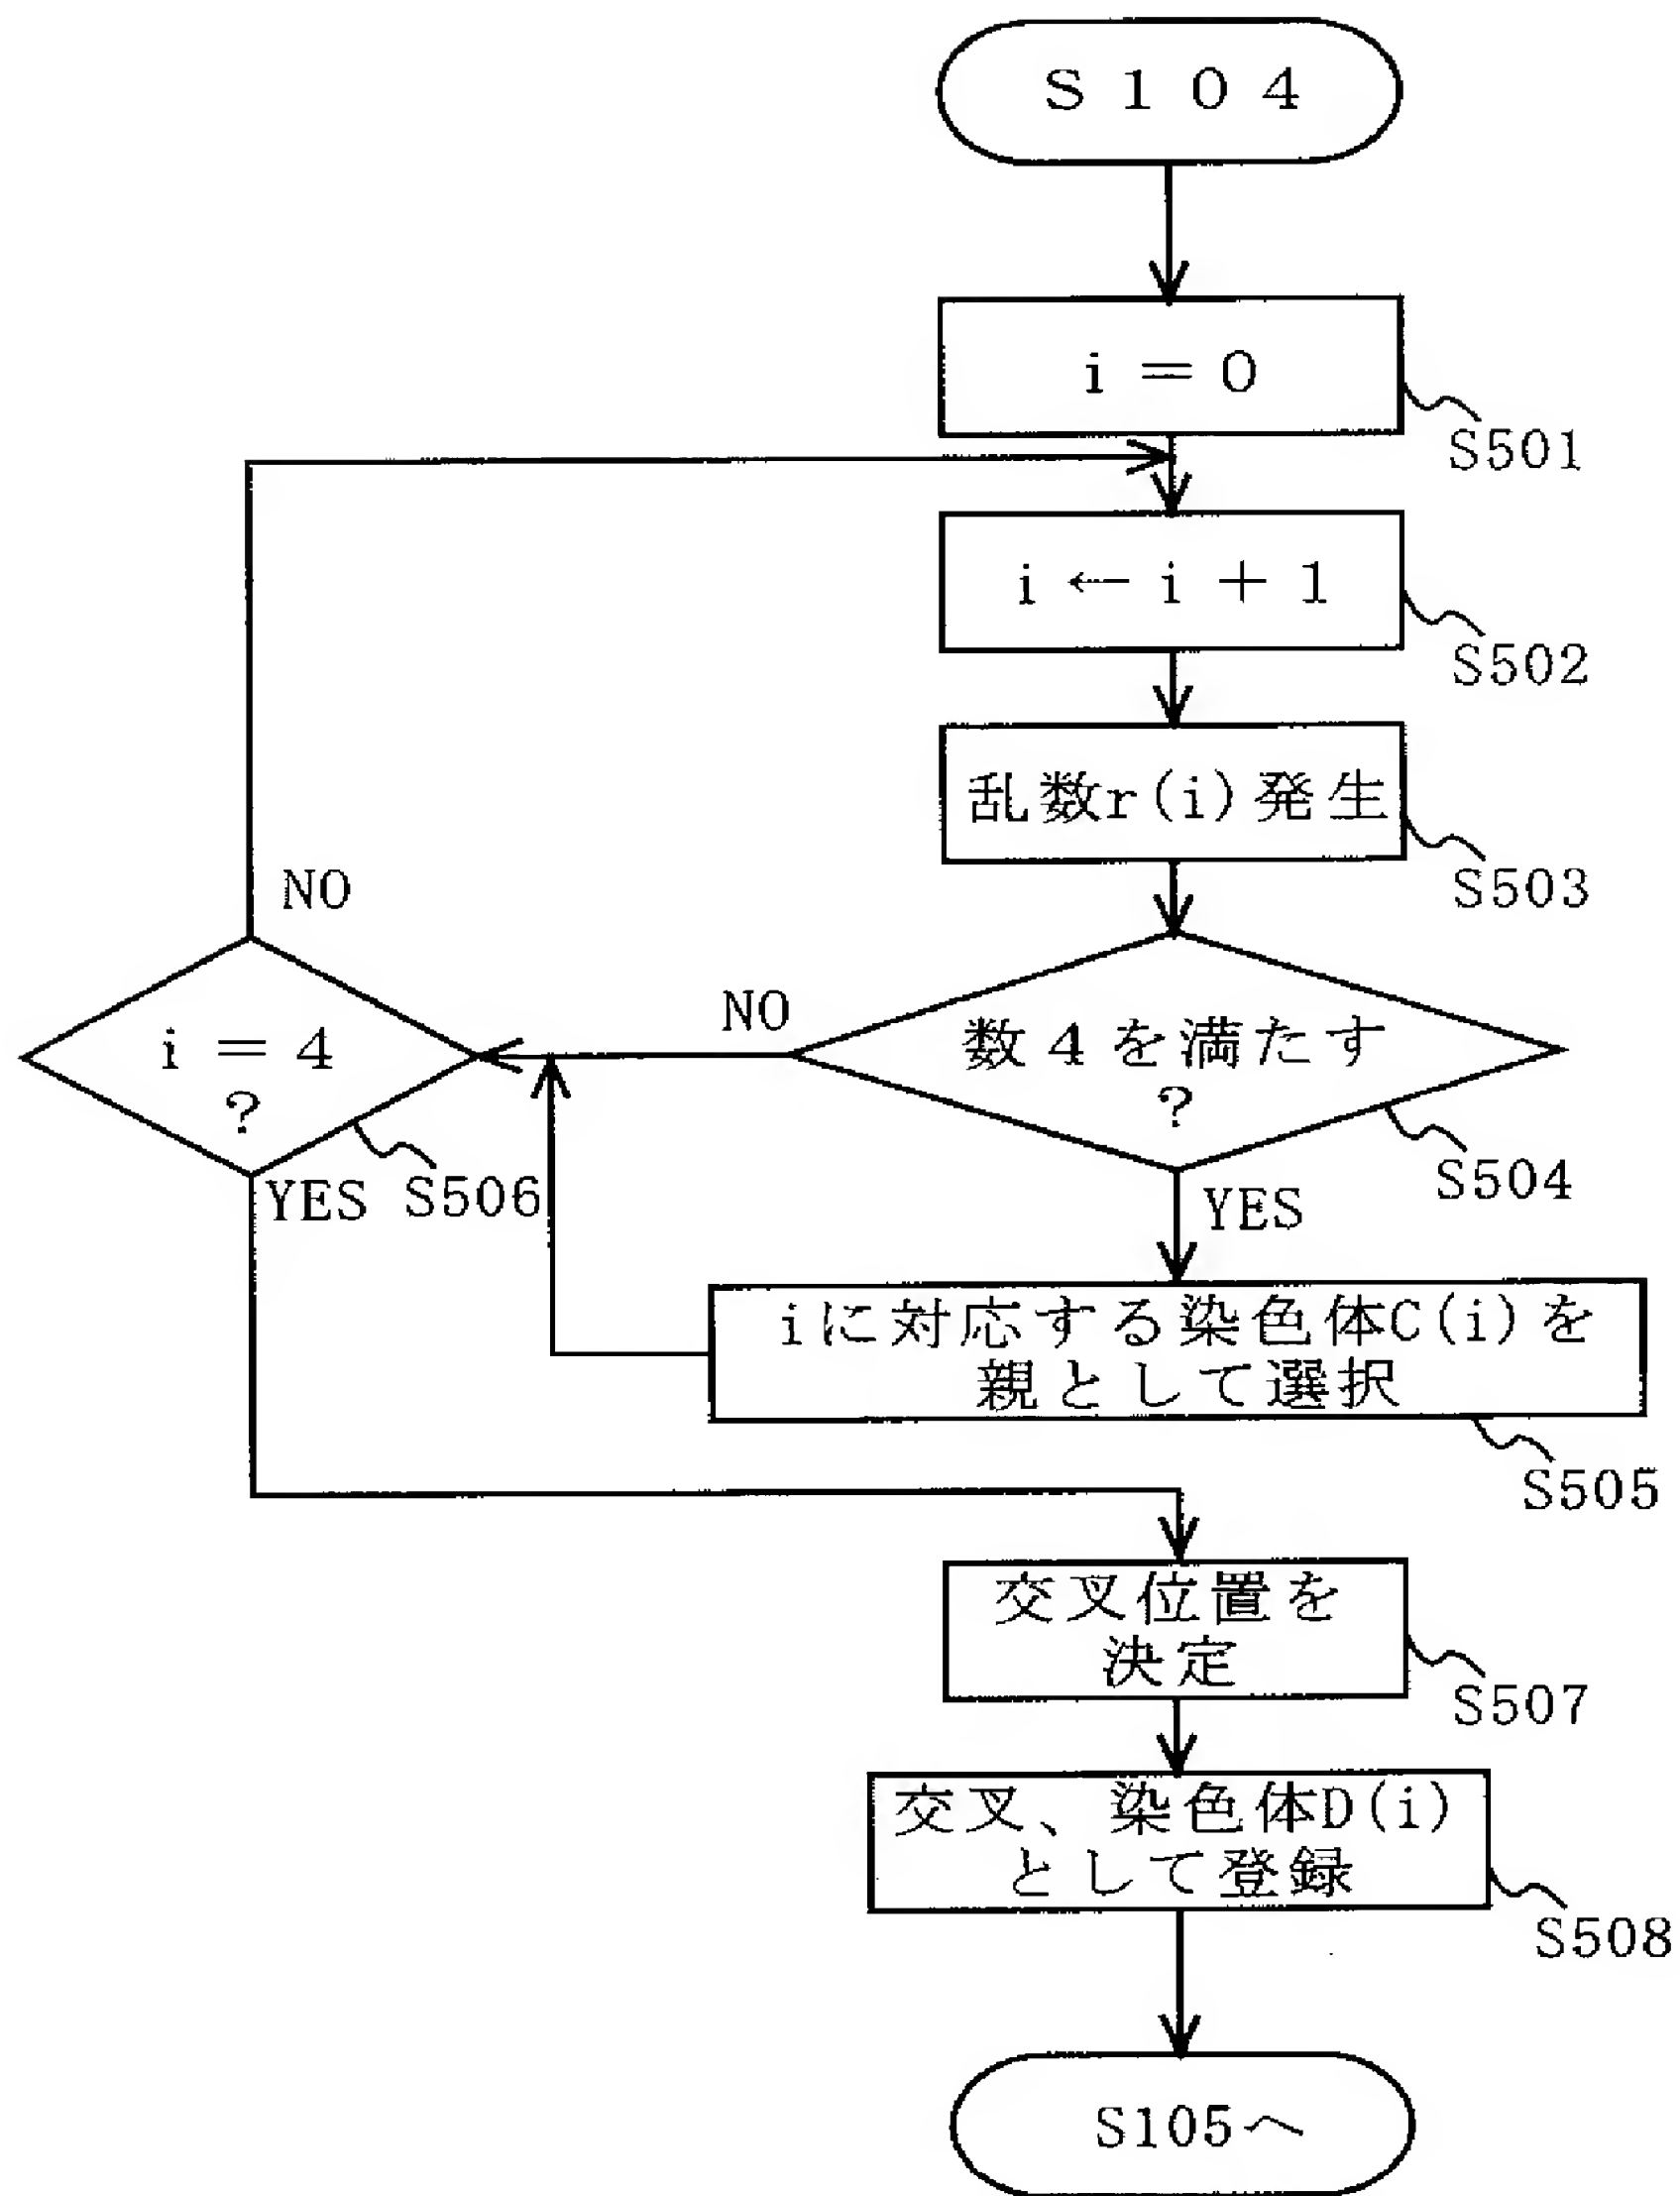 S104
i=0
S501
i←i+1
S502
乱数r(i)発生
S503
NO
i=4
?
S506
YES
NO
数4を満たす
?
S504
YES
iに対応する染色体C(i)を
親として選択
S505
交叉位置を
決定
S507
交叉、染色体D(i)
として登録
S508
S105へ